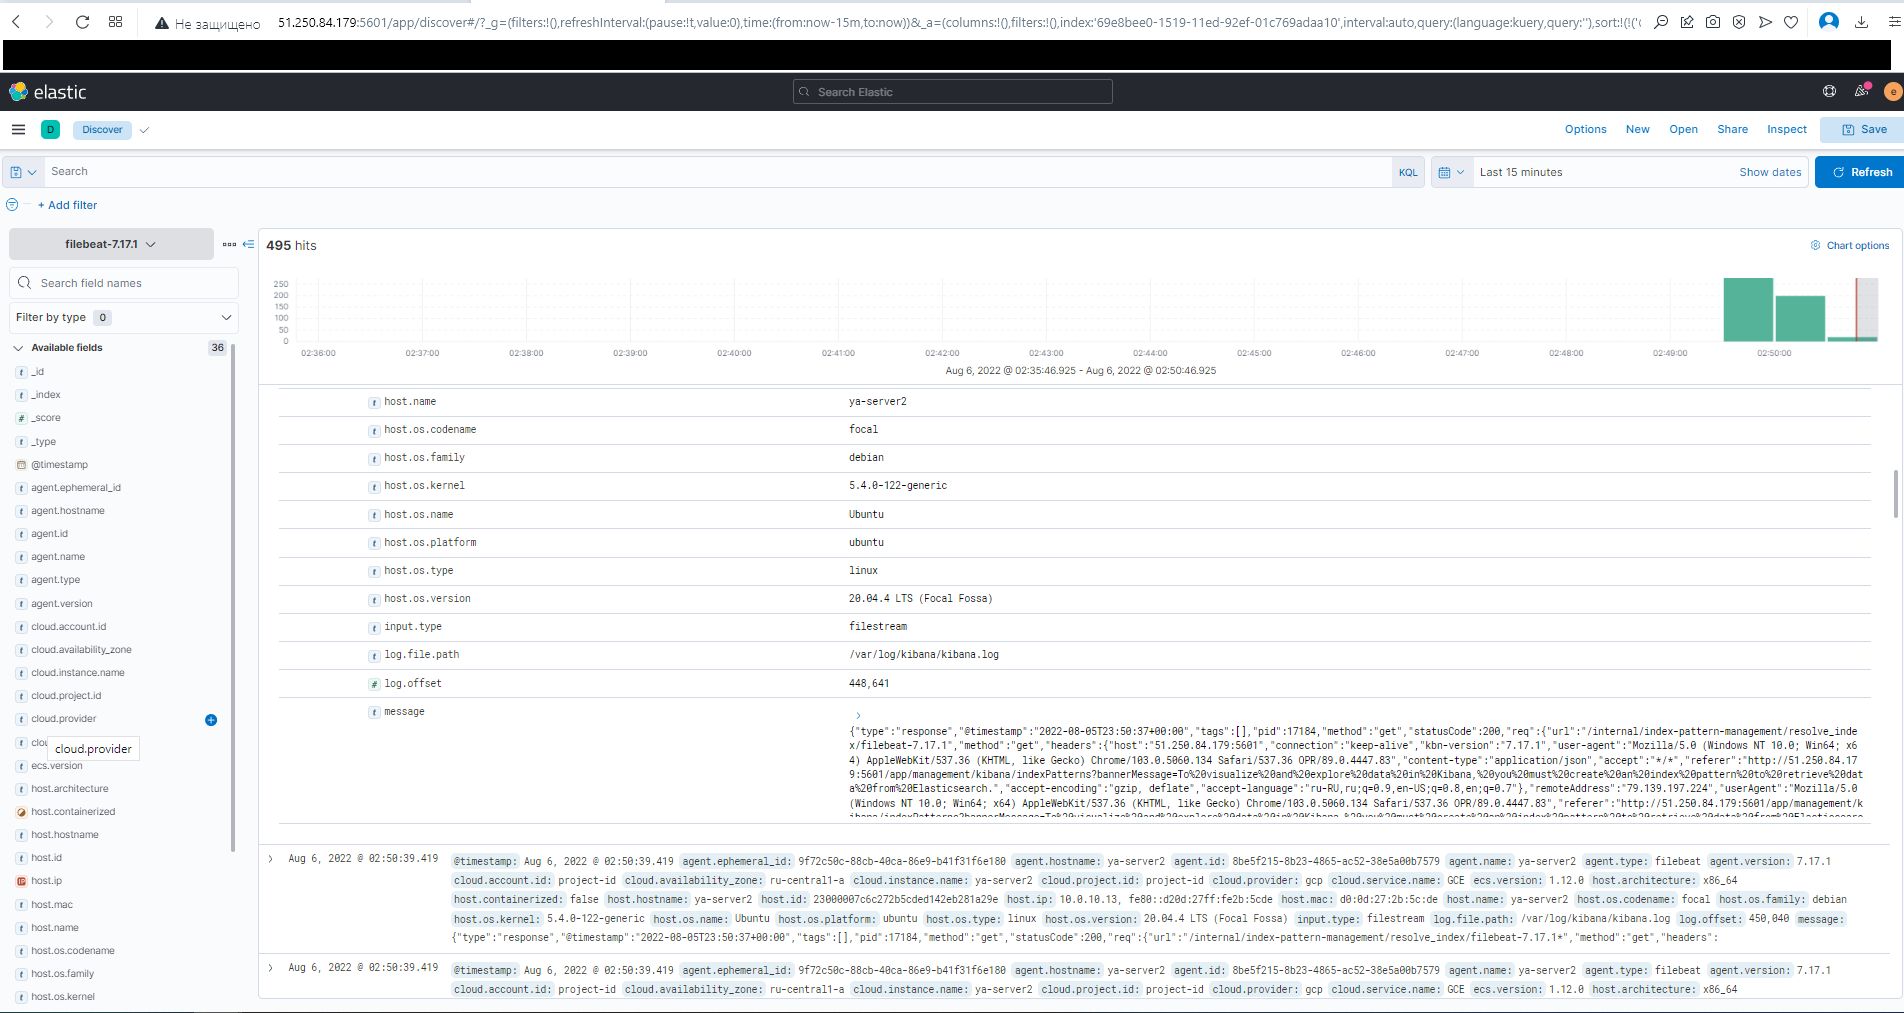 Не защищено 51.250.84.179:5601/app/discover#/?_g=(filters:!(),refreshInterval:(pause:!t,value:0),time:(from:now-15m,to:now))&_a=(columns:!(),filters:!(),index:'69e8bee0-1519-11ed-92ef-01c769adaa10',interval:auto,query:(language:kuery,query:''),sort:!(!('
elastic Search Elastic e
D Discover Options New Open Share Inspect Save
Search KQL Last 15 minutes Show dates Refresh
+ Add filter
filebeat-7.17.1
Search field names
Filter by type 0
Available fields 36
t _id
t _index
# _score
t _type
@timestamp
t agent.ephemeral_id
t agent.hostname
t agent.id
t agent.name
t agent.type
t agent.version
t cloud.account.id
t cloud.availability_zone
t cloud.instance.name
t cloud.project.id
t cloud.provider
t clou
cloud.provider
t ecs.version
t host.architecture
host.containerized
t host.hostname
t host.id
IP host.ip
t host.mac
t host.name
t host.os.codename
t host.os.family
t host.os.kernel
495 hits Chart options
250
200
150
100
50
0
02:36:00 02:37:00 02:38:00 02:39:00 02:40:00 02:41:00 02:42:00 02:43:00 02:44:00 02:45:00 02:46:00 02:47:00 02:48:00 02:49:00 02:50:00
Aug 6, 2022 @ 02:35:46.925 - Aug 6, 2022 @ 02:50:46.925
t host.name ya-server2
t host.os.codename focal
t host.os.family debian
t host.os.kernel 5.4.0-122-generic
t host.os.name Ubuntu
t host.os.platform ubuntu
t host.os.type linux
t host.os.version 20.04.4 LTS (Focal Fossa)
t input.type filestream
t log.file.path /var/log/kibana/kibana.log
# log.offset 448,641
t message
{"type":"response","@timestamp":"2022-08-05T23:50:37+00:00","tags":[],"pid":17184,"method":"get","statusCode":200,"req":{"url":"/internal/index-pattern-management/resolve_inde
x/filebeat-7.17.1","method":"get","headers":{"host":"51.250.84.179:5601","connection":"keep-alive","kbn-version":"7.17.1","user-agent":"Mozilla/5.0 (Windows NT 10.0; Win64; x6
4) AppleWebKit/537.36 (KHTML, like Gecko) Chrome/103.0.5060.134 Safari/537.36 OPR/89.0.4447.83","content-type":"application/json","accept":"*/*","referer":"http://51.250.84.17
9:5601/app/management/kibana/indexPatterns?bannerMessage=To%20visualize%20and%20explore%20data%20in%20Kibana,%20you%20must%20create%20an%20index%20pattern%20to%20retrieve%20dat
a%20from%20Elasticsearch.","accept-encoding":"gzip, deflate","accept-language":"ru-RU,ru;q=0.9,en-US;q=0.8,en;q=0.7"},"remoteAddress":"79.139.197.224","userAgent":"Mozilla/5.0
(Windows NT 10.0; Win64; x64) AppleWebKit/537.36 (KHTML, like Gecko) Chrome/103.0.5060.134 Safari/537.36 OPR/89.0.4447.83","referer":"http://51.250.84.179:5601/app/management/k
ibana/indexPatterns?bannerMessage=To%20visualize%20and%20explore%20data%20in%20Kibana,%20you%20must%20create%20an%20index%20pattern%20to%20retrieve%20data%20from%20Elasticsearc
Aug 6, 2022 @ 02:50:39.419 @timestamp: Aug 6, 2022 @ 02:50:39.419 agent.ephemeral_id: 9f72c50c-88cb-40ca-86e9-b41f31f6e180 agent.hostname: ya-server2 agent.id: 8be5f215-8b23-4865-ac52-38e5a00b7579 agent.name: ya-server2 agent.type: filebeat agent.version: 7.17.1
cloud.account.id: project-id cloud.availability_zone: ru-central1-a cloud.instance.name: ya-server2 cloud.project.id: project-id cloud.provider: gcp cloud.service.name: GCE ecs.version: 1.12.0 host.architecture: x86_64
host.containerized: false host.hostname: ya-server2 host.id: 23000007c6c272b5cded142eb281a29e host.ip: 10.0.10.13, fe80::d20d:27ff:fe2b:5cde host.mac: d0:0d:27:2b:5c:de host.name: ya-server2 host.os.codename: focal host.os.family: debian
host.os.kernel: 5.4.0-122-generic host.os.name: Ubuntu host.os.platform: ubuntu host.os.type: linux host.os.version: 20.04.4 LTS (Focal Fossa) input.type: filestream log.file.path: /var/log/kibana/kibana.log log.offset: 450,040 message:
{"type":"response","@timestamp":"2022-08-05T23:50:37+00:00","tags":[],"pid":17184,"method":"get","statusCode":200,"req":{"url":"/internal/index-pattern-management/resolve_index/filebeat-7.17.1*","method":"get","headers":
Aug 6, 2022 @ 02:50:39.419 @timestamp: Aug 6, 2022 @ 02:50:39.419 agent.ephemeral_id: 9f72c50c-88cb-40ca-86e9-b41f31f6e180 agent.hostname: ya-server2 agent.id: 8be5f215-8b23-4865-ac52-38e5a00b7579 agent.name: ya-server2 agent.type: filebeat agent.version: 7.17.1
cloud.account.id: project-id cloud.availability_zone: ru-central1-a cloud.instance.name: ya-server2 cloud.project.id: project-id cloud.provider: gcp cloud.service.name: GCE ecs.version: 1.12.0 host.architecture: x86_64